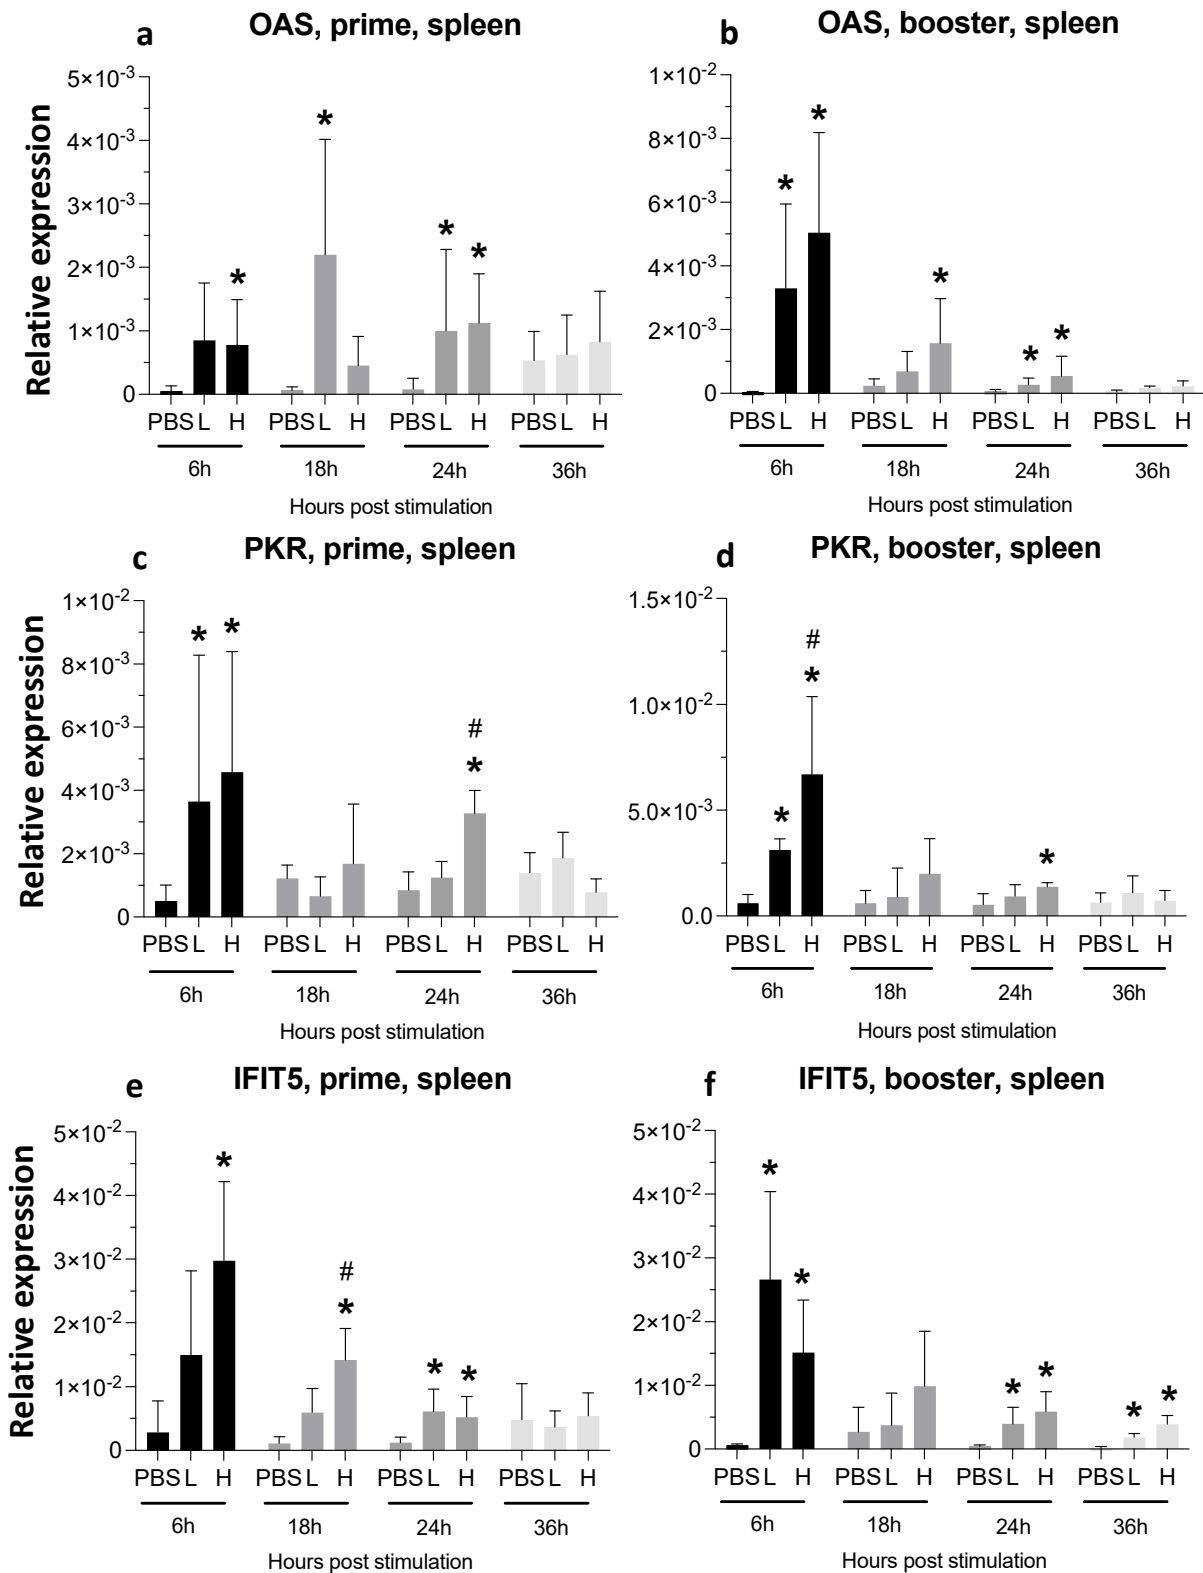 a OAS, prime, spleen
Relative expression
5×10-3
4×10-3
3×10-3
2×10-3
1×10-3
0
* * * *
PBS L H PBS L H PBS L H PBS L H
6h 18h 24h 36h
Hours post stimulation
b OAS, booster, spleen
1×10-2
8×10-3
6×10-3
4×10-3
2×10-3
0
* * * * *
PBS L H PBS L H PBS L H PBS L H
6h 18h 24h 36h
Hours post stimulation
c PKR, prime, spleen
Relative expression
1×10-2
8×10-3
6×10-3
4×10-3
2×10-3
0
#
* * *
PBS L H PBS L H PBS L H PBS L H
6h 18h 24h 36h
Hours post stimulation
d PKR, booster, spleen
1.5×10-2
1.0×10-2
5.0×10-3
0.0
#
* * *
PBS L H PBS L H PBS L H PBS L H
6h 18h 24h 36h
Hours post stimulation
e IFIT5, prime, spleen
Relative expression
5×10-2
4×10-2
3×10-2
2×10-2
1×10-2
0
#
* * * *
PBS L H PBS L H PBS L H PBS L H
6h 18h 24h 36h
Hours post stimulation
f IFIT5, booster, spleen
5×10-2
4×10-2
3×10-2
2×10-2
1×10-2
0
* * * * * *
PBS L H PBS L H PBS L H PBS L H
6h 18h 24h 36h
Hours post stimulation